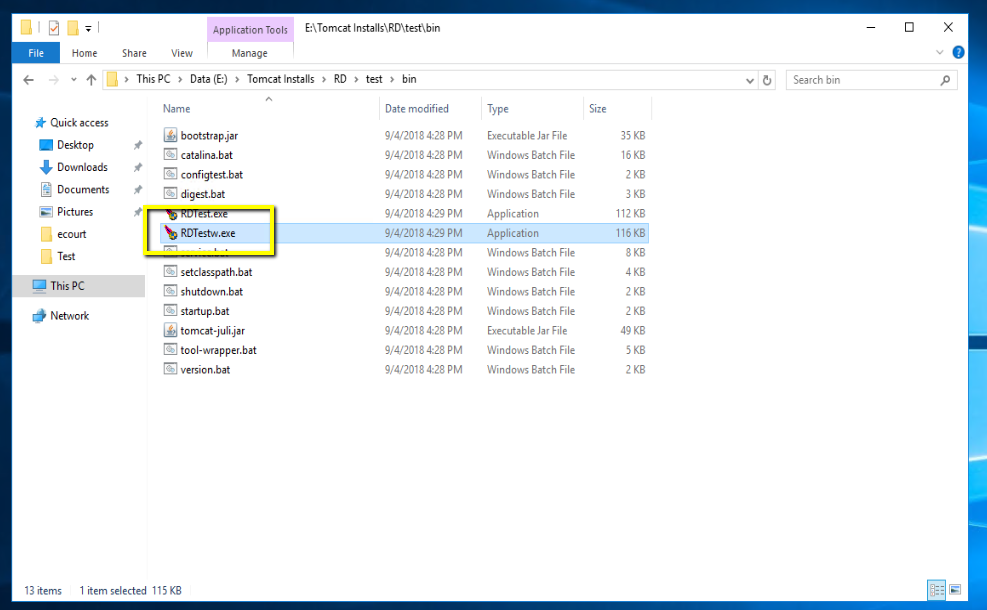 Application Tools E:\Tomcat Installs\RD\test\bin
File Home Share View Manage
This PC Data (E:) Tomcat Installs RD test bin Search bin
Name Date modified Type Size
Quick access
Desktop
Downloads
Documents
Pictures
ecourt
Test
This PC
Network
bootstrap.jar 9/4/2018 4:28 PM Executable Jar File 35 KB
catalina.bat 9/4/2018 4:28 PM Windows Batch File 16 KB
configtest.bat 9/4/2018 4:28 PM Windows Batch File 2 KB
digest.bat 9/4/2018 4:28 PM Windows Batch File 3 KB
RDTest.exe 9/4/2018 4:29 PM Application 112 KB
RDTestw.exe 9/4/2018 4:29 PM Application 116 KB
9/4/2018 4:28 PM Windows Batch File 8 KB
setclasspath.bat 9/4/2018 4:28 PM Windows Batch File 4 KB
shutdown.bat 9/4/2018 4:28 PM Windows Batch File 2 KB
startup.bat 9/4/2018 4:28 PM Windows Batch File 2 KB
tomcat-juli.jar 9/4/2018 4:28 PM Executable Jar File 49 KB
tool-wrapper.bat 9/4/2018 4:28 PM Windows Batch File 5 KB
version.bat 9/4/2018 4:28 PM Windows Batch File 2 KB
13 items 1 item selected 115 KB